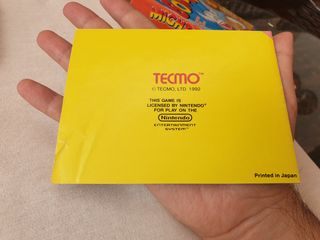 TECMO™
© TECMO, LTD. 1992
THIS GAME IS
LICENSED BY NINTENDO®
FOR PLAY ON THE
Nintendo
ENTERTAINMENT
SYSTEM™
Printed in Japan